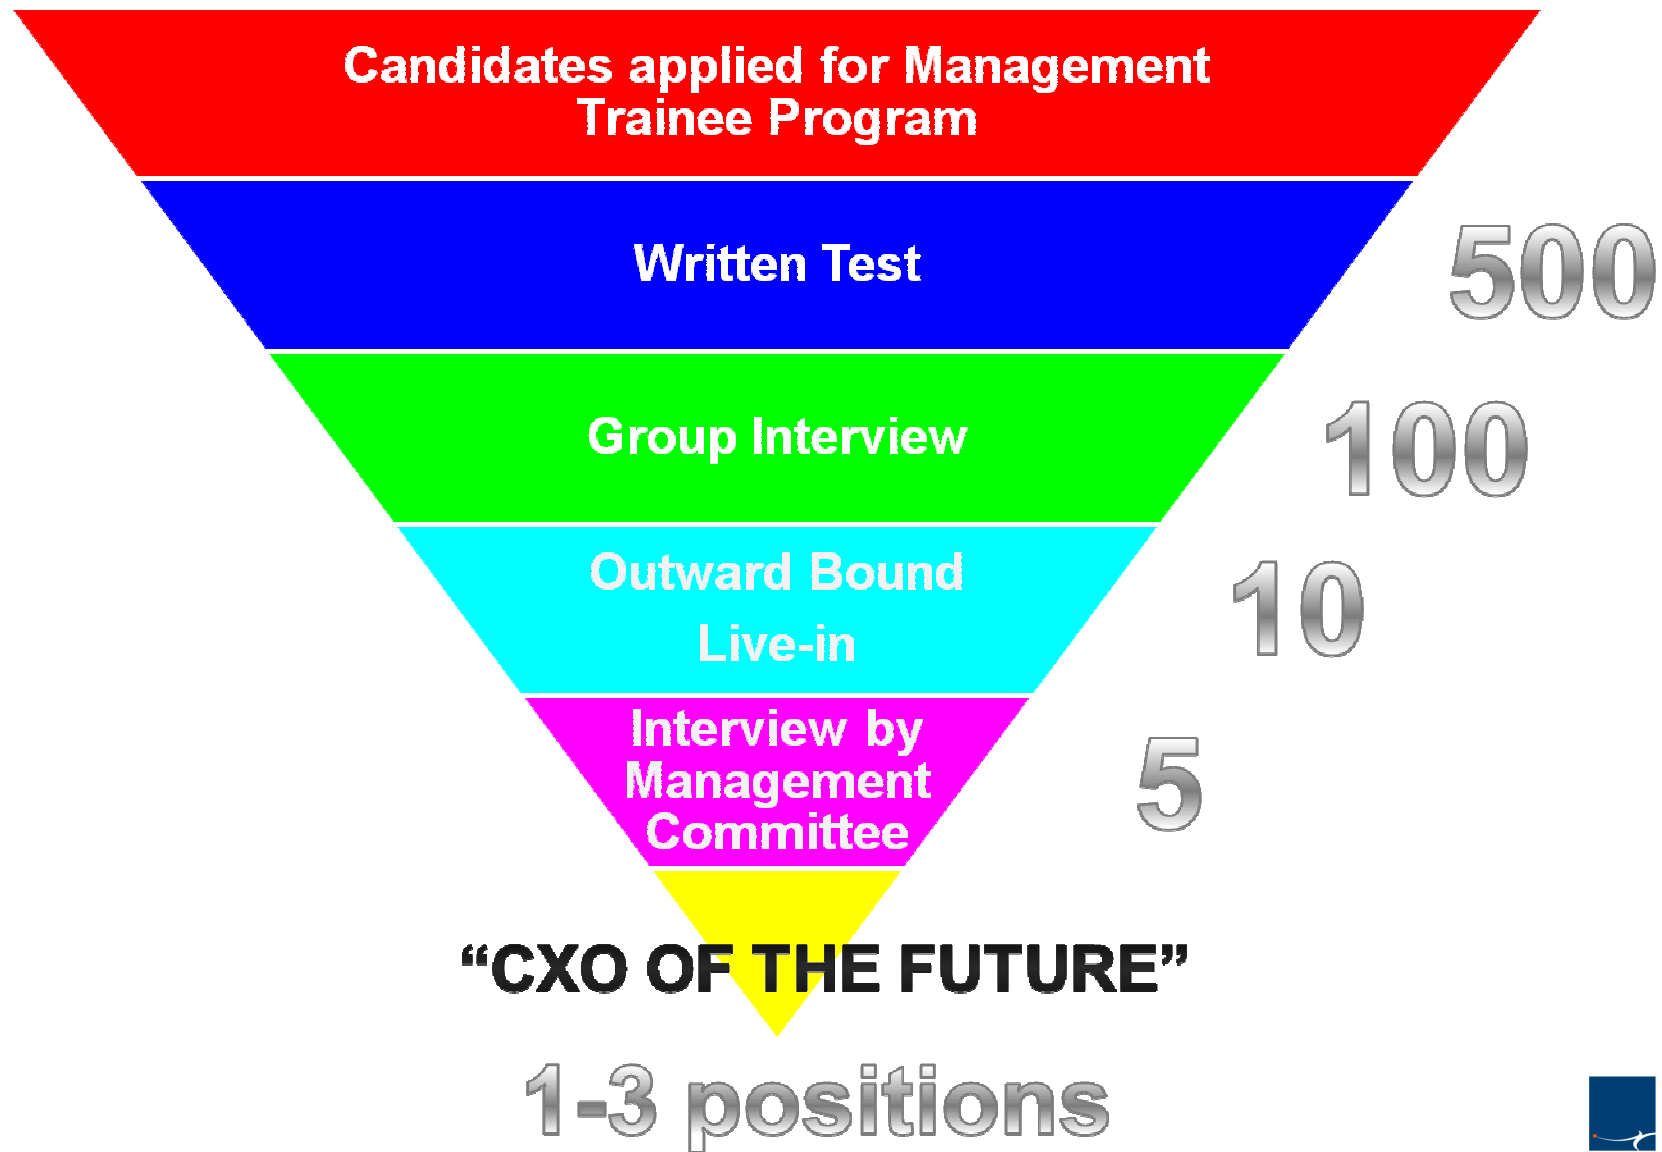 Candidates applied for Management
Trainee Program
Written Test
500
Group Interview
100
Outward Bound
Live-in
10
Interview by
Management
Committee
5
“CXO OF THE FUTURE”
1-3 positions